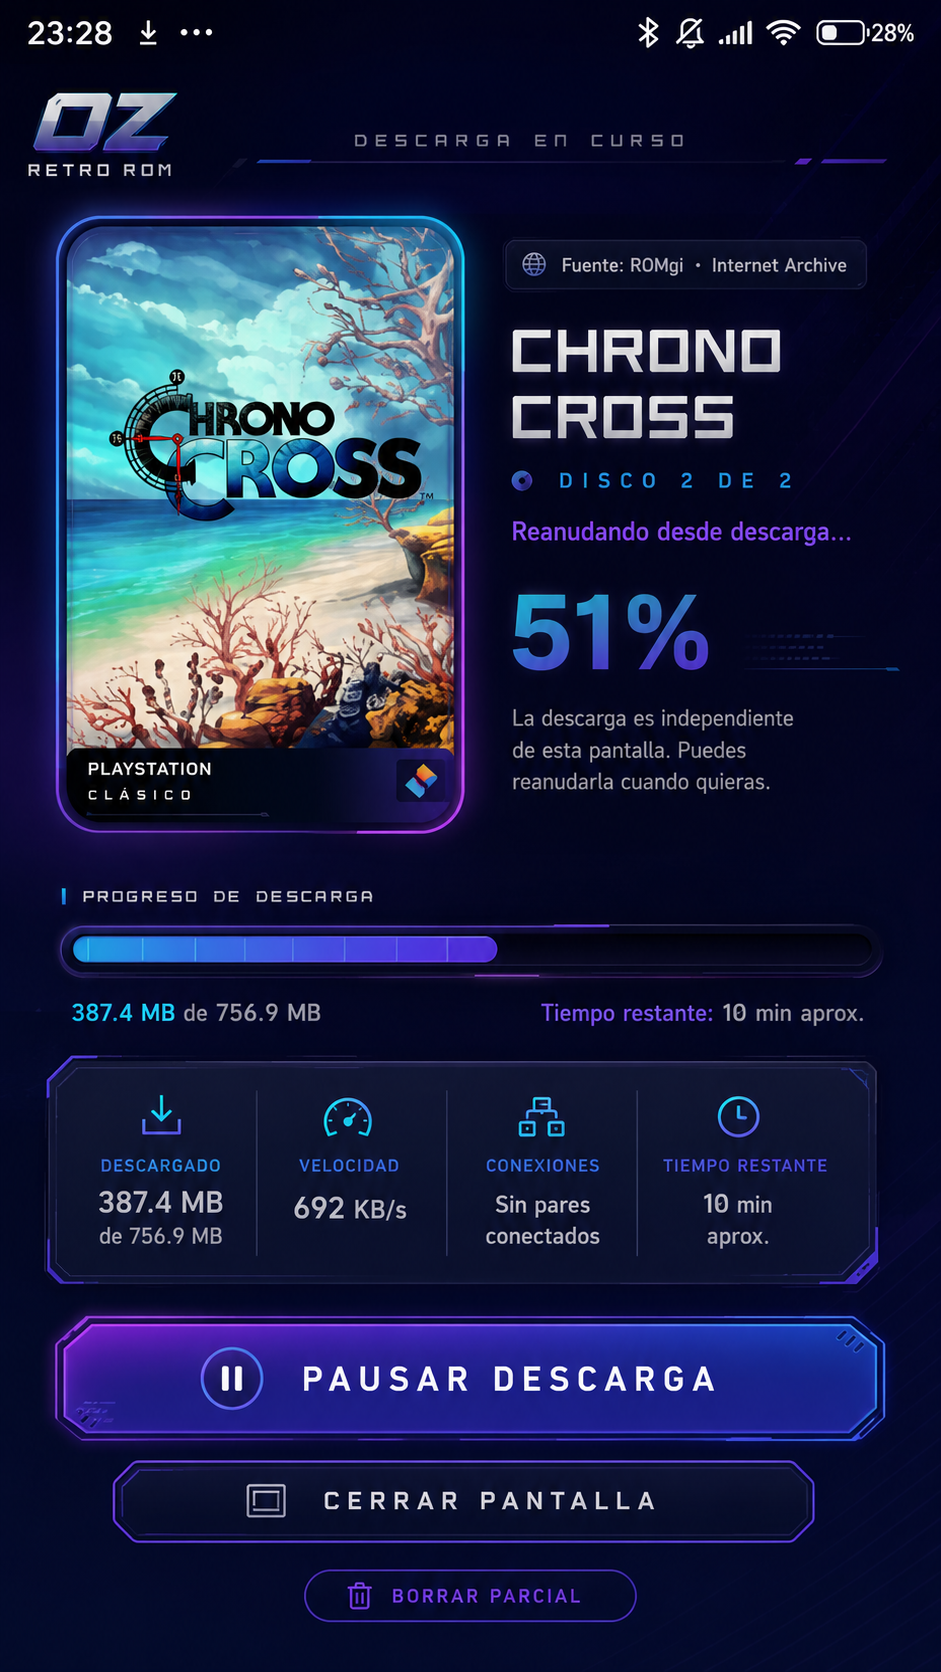 23:28
28%
OZ
RETRO ROM
DESCARGA EN CURSO
CHRONO
CROSS™
PLAYSTATION
CLÁSICO
Fuente: ROMgi • Internet Archive
CHRONO
CROSS
DISCO 2 DE 2
Reanudando desde descarga...
51%
La descarga es independiente
de esta pantalla. Puedes
reanudarla cuando quieras.
PROGRESO DE DESCARGA
387.4 MB de 756.9 MB
Tiempo restante: 10 min aprox.
DESCARGADO
387.4 MB
de 756.9 MB
VELOCIDAD
692 KB/s
CONEXIONES
Sin pares
conectados
TIEMPO RESTANTE
10 min
aprox.
PAUSAR DESCARGA
CERRAR PANTALLA
BORRAR PARCIAL